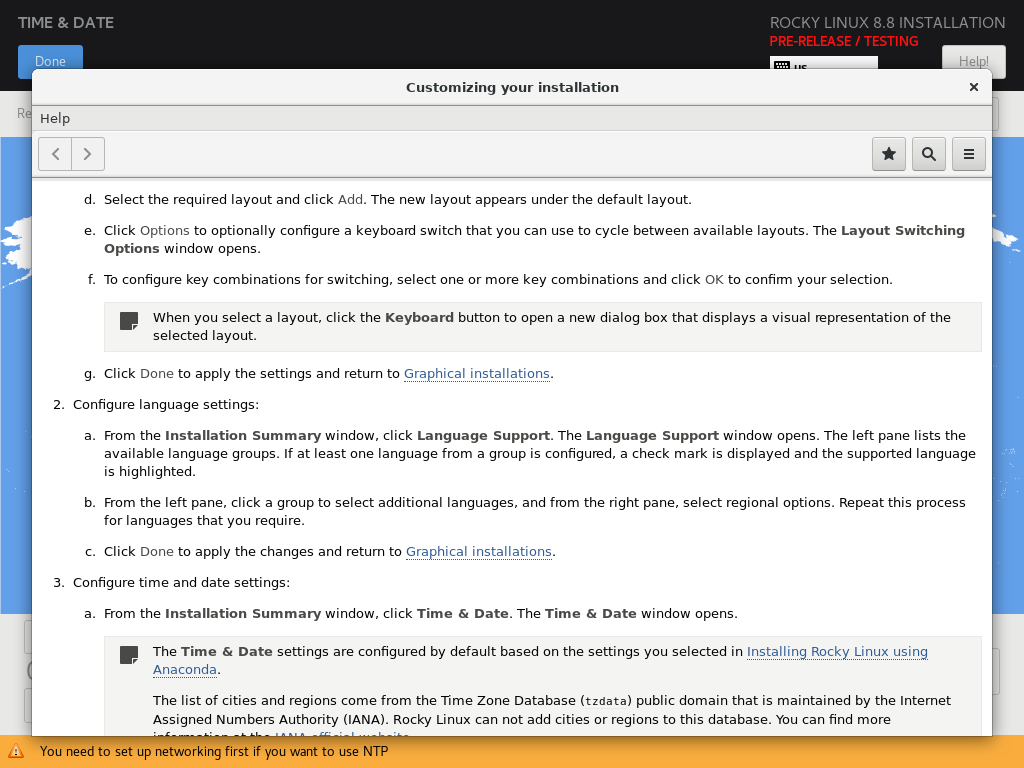 TIME & DATE
ROCKY LINUX 8.8 INSTALLATION
PRE-RELEASE / TESTING
Done
us
Help!
Customizing your installation
Help
d. Select the required layout and click Add. The new layout appears under the default layout.
e. Click Options to optionally configure a keyboard switch that you can use to cycle between available layouts. The Layout Switching
Options window opens.
f. To configure key combinations for switching, select one or more key combinations and click OK to confirm your selection.
When you select a layout, click the Keyboard button to open a new dialog box that displays a visual representation of the
selected layout.
g. Click Done to apply the settings and return to Graphical installations.
2. Configure language settings:
a. From the Installation Summary window, click Language Support. The Language Support window opens. The left pane lists the
available language groups. If at least one language from a group is configured, a check mark is displayed and the supported language
is highlighted.
b. From the left pane, click a group to select additional languages, and from the right pane, select regional options. Repeat this process
for languages that you require.
c. Click Done to apply the changes and return to Graphical installations.
3. Configure time and date settings:
a. From the Installation Summary window, click Time & Date. The Time & Date window opens.
The Time & Date settings are configured by default based on the settings you selected in Installing Rocky Linux using
Anaconda.
The list of cities and regions come from the Time Zone Database (tzdata) public domain that is maintained by the Internet
Assigned Numbers Authority (IANA). Rocky Linux can not add cities or regions to this database. You can find more
information at the IANA official website.
You need to set up networking first if you want to use NTP